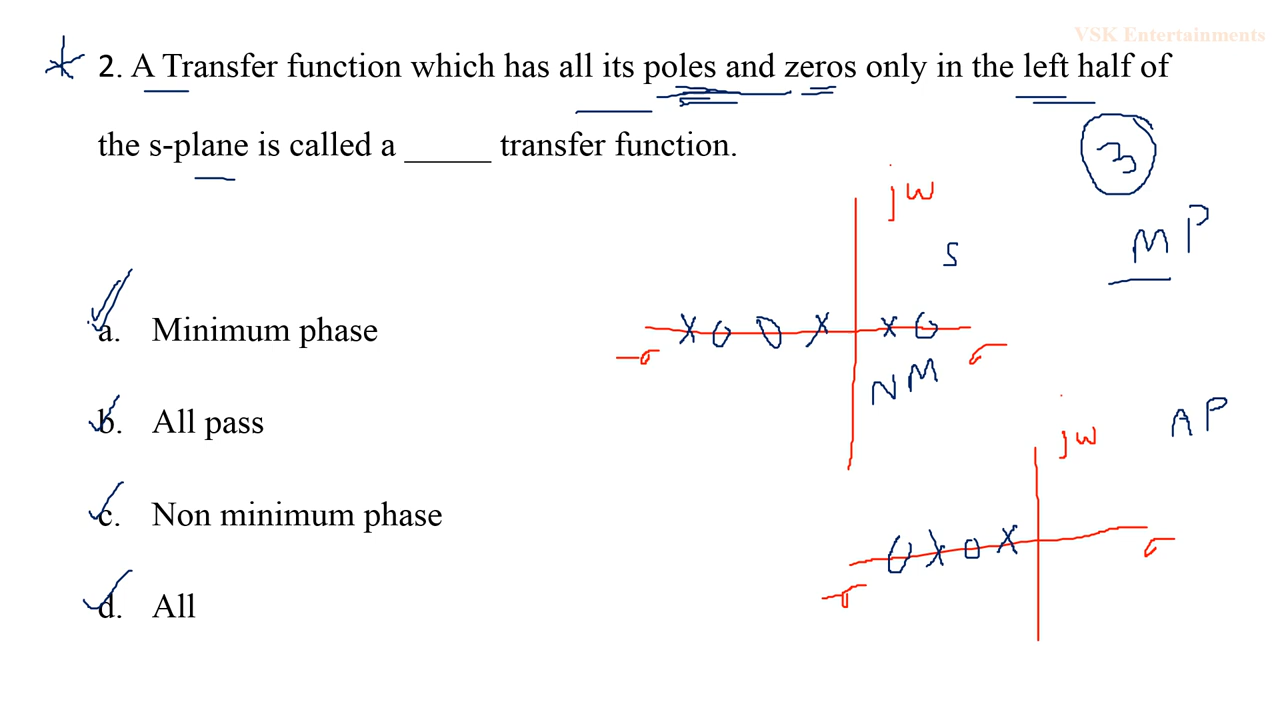 VSK Entertainments
2. A Transfer function which has all its poles and zeros only in the left half of
the s-plane is called a _____ transfer function.
3
jw
MP
S
a. Minimum phase
-σ
σ
NM
b. All pass
AP
jw
c. Non minimum phase
σ
-σ
d. All